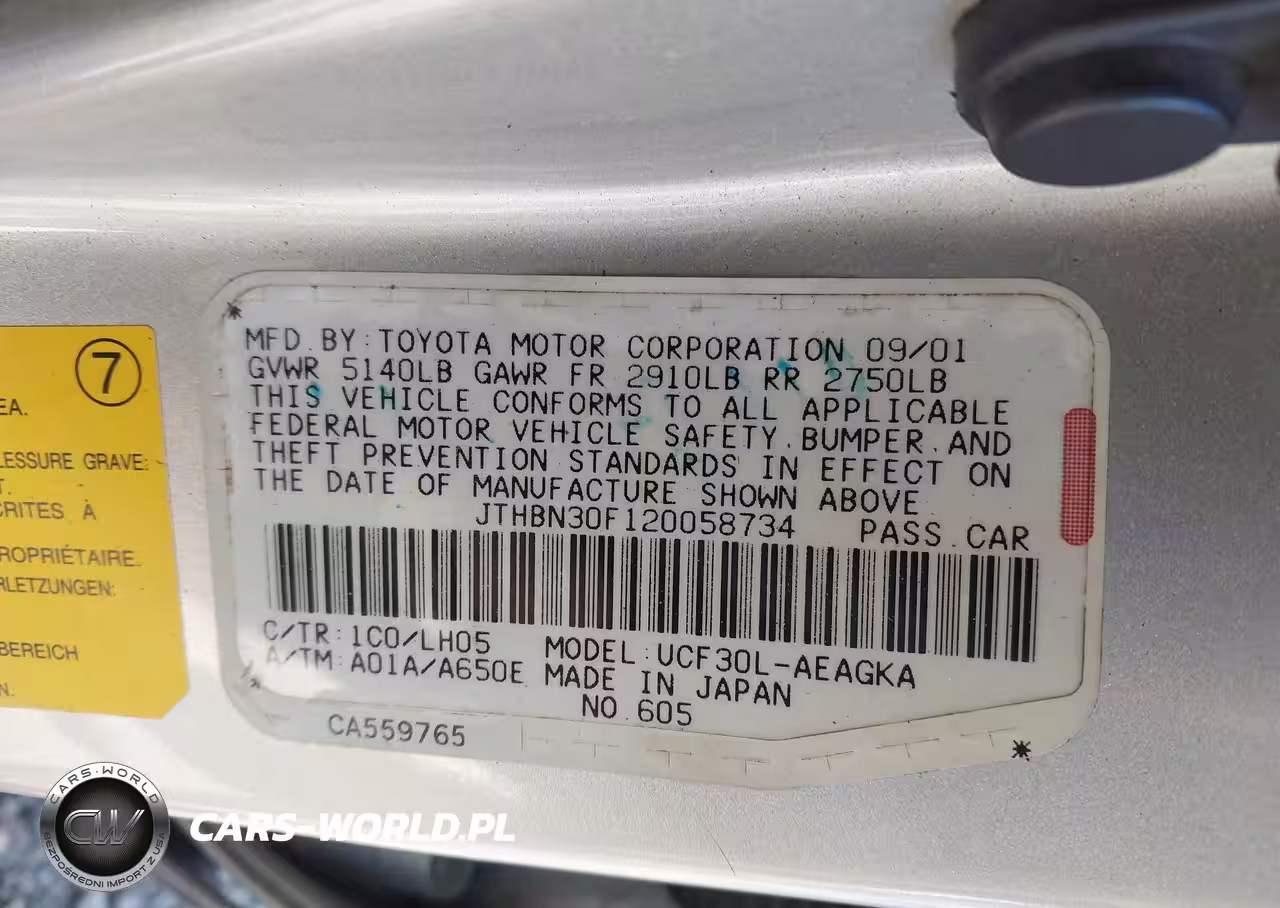 7
EA.
LESSURE GRAVE:
T.
CRITES À
ROPRIÉTAIRE.
RLETZUNGEN:
BEREICH
N.
MFD. BY: TOYOTA MOTOR CORPORATION 09/01
GVWR 5140LB GAWR FR 2910LB RR 2750LB
THIS VEHICLE CONFORMS TO ALL APPLICABLE
FEDERAL MOTOR VEHICLE SAFETY, BUMPER, AND
THEFT PREVENTION STANDARDS IN EFFECT ON
THE DATE OF MANUFACTURE SHOWN ABOVE.
JTHBN30F120058734 PASS. CAR
C/TR: 1C0/LH05 MODEL: UCF30L-AEAGKA
A/TM: A01A/A650E MADE IN JAPAN
NO. 605
CA559765
CARS-WORLD
CW
BEZPOŚREDNI IMPORT Z USA
CARS-WORLD.PL